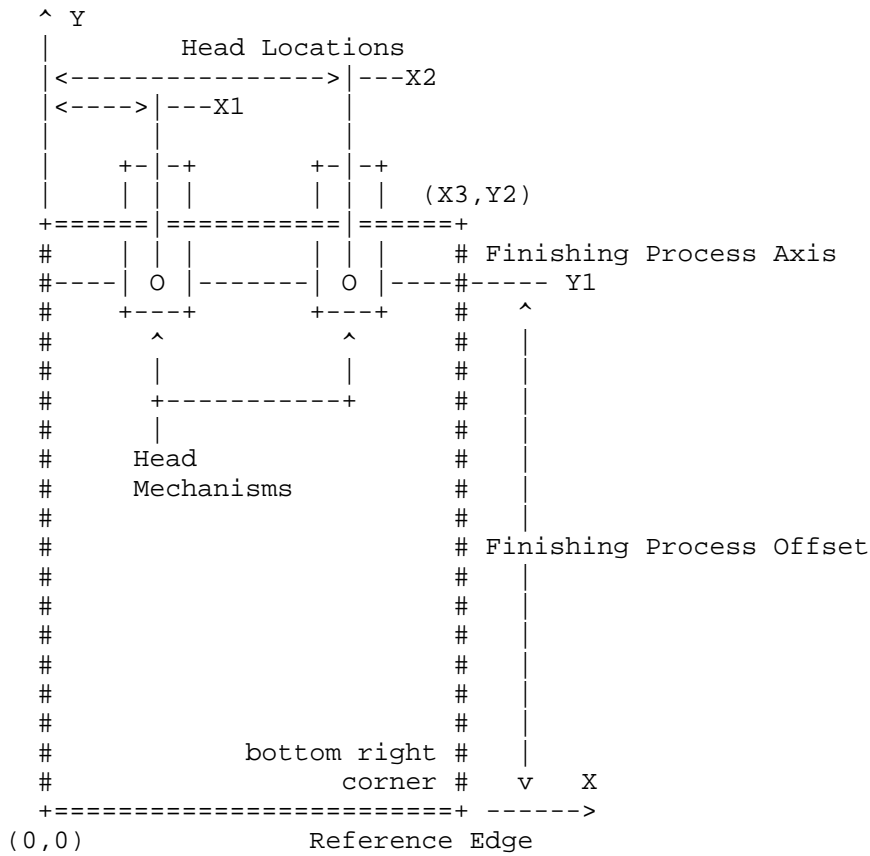 Y
Head Locations
X2
X1
(X3,Y2)
Finishing Process Axis
O O Y1
Head
Mechanisms
Finishing Process Offset
bottom right
corner v X
(0,0) Reference Edge